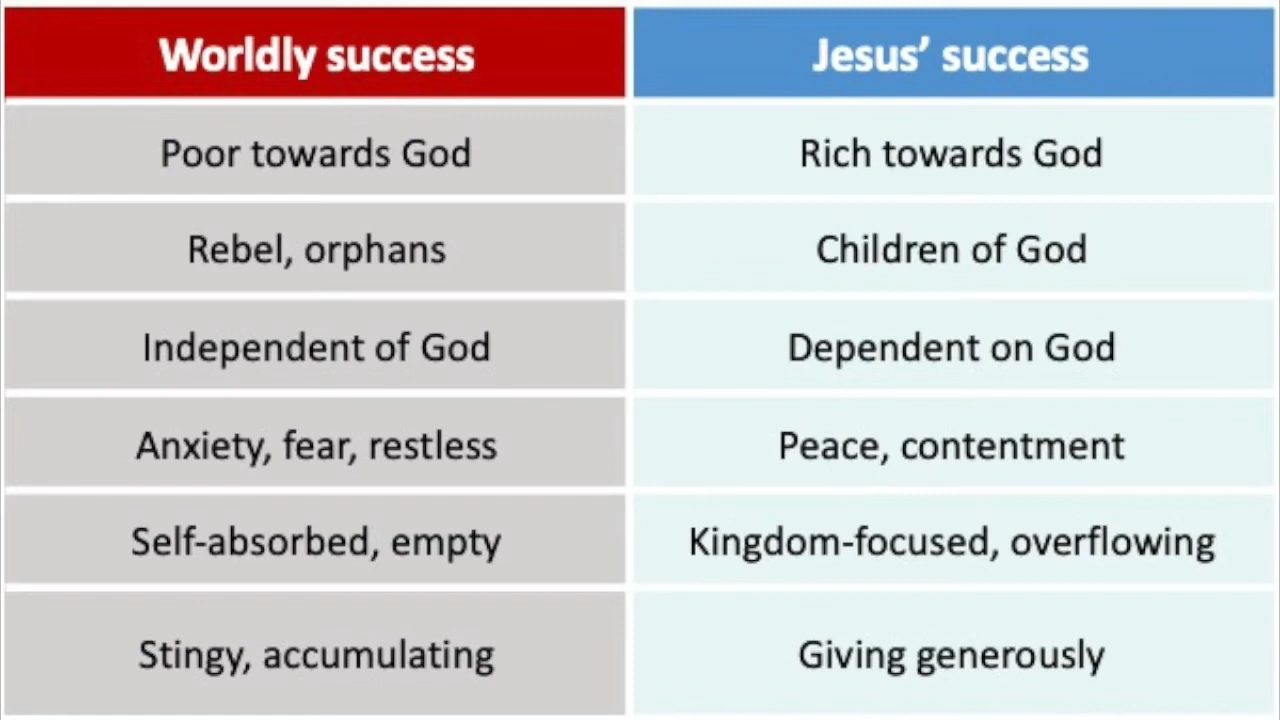 Worldly success
Jesus’ success
Poor towards God
Rich towards God
Rebel, orphans
Children of God
Independent of God
Dependent on God
Anxiety, fear, restless
Peace, contentment
Self-absorbed, empty
Kingdom-focused, overflowing
Stingy, accumulating
Giving generously